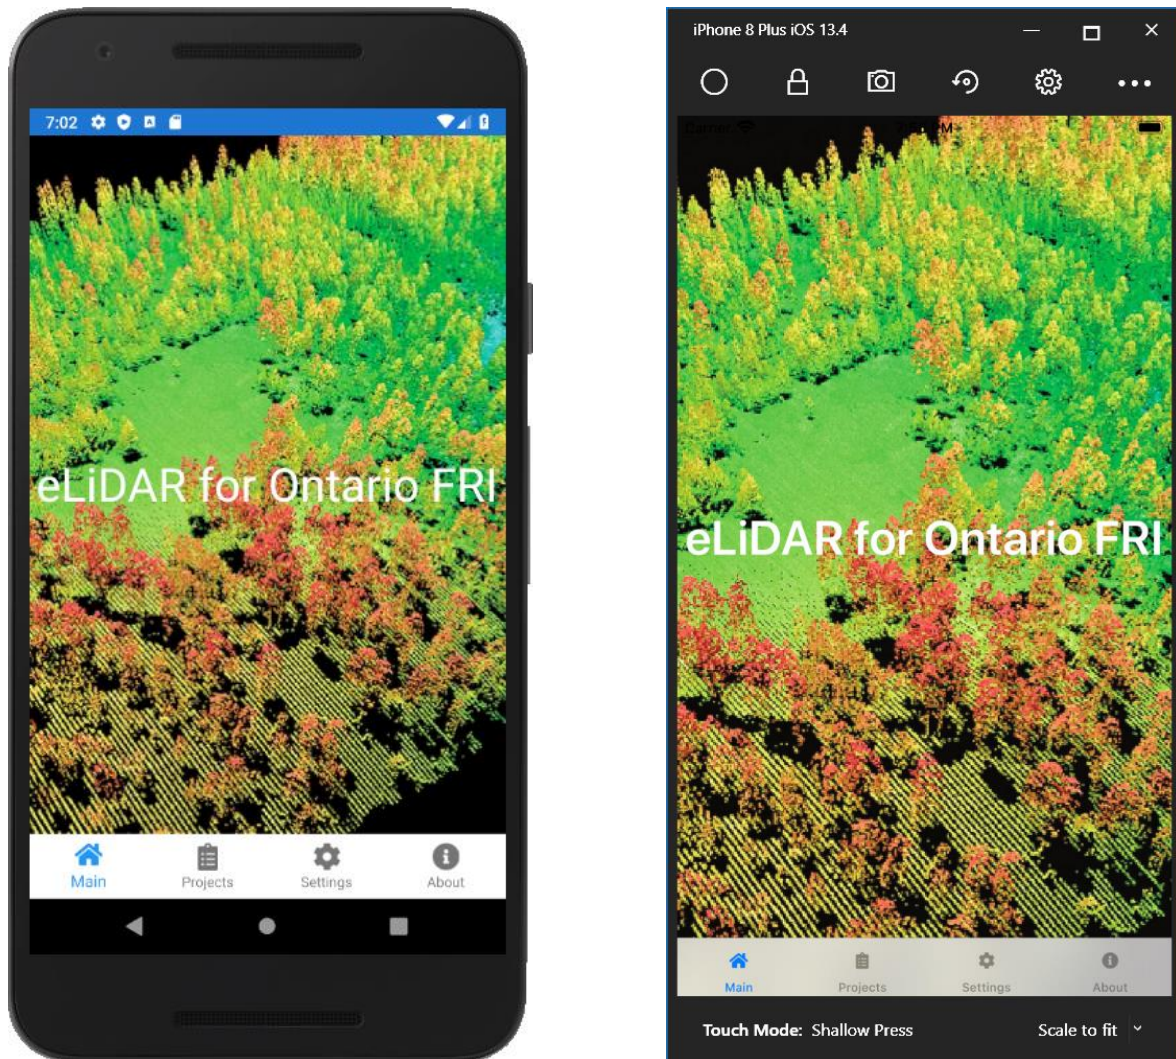 7:02
eLiDAR for Ontario FRI
Main Projects Settings About
iPhone 8 Plus iOS 13.4
Carrier
eLiDAR for Ontario FRI
Main Projects Settings About
Touch Mode: Shallow Press Scale to fit